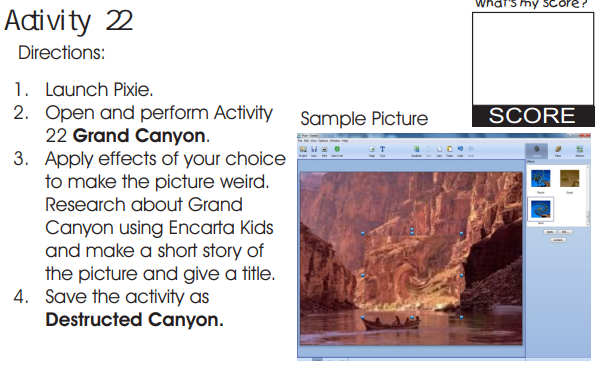 What's my score?
Activity 22
Directions:
SCORE
Sample Picture
1. Launch Pixie.
2. Open and perform Activity
22 Grand Canyon.
3. Apply effects of your choice
to make the picture weird.
Research about Grand
Canyon using Encarta Kids
and make a short story of
the picture and give a title.
4. Save the activity as
Destructed Canyon.